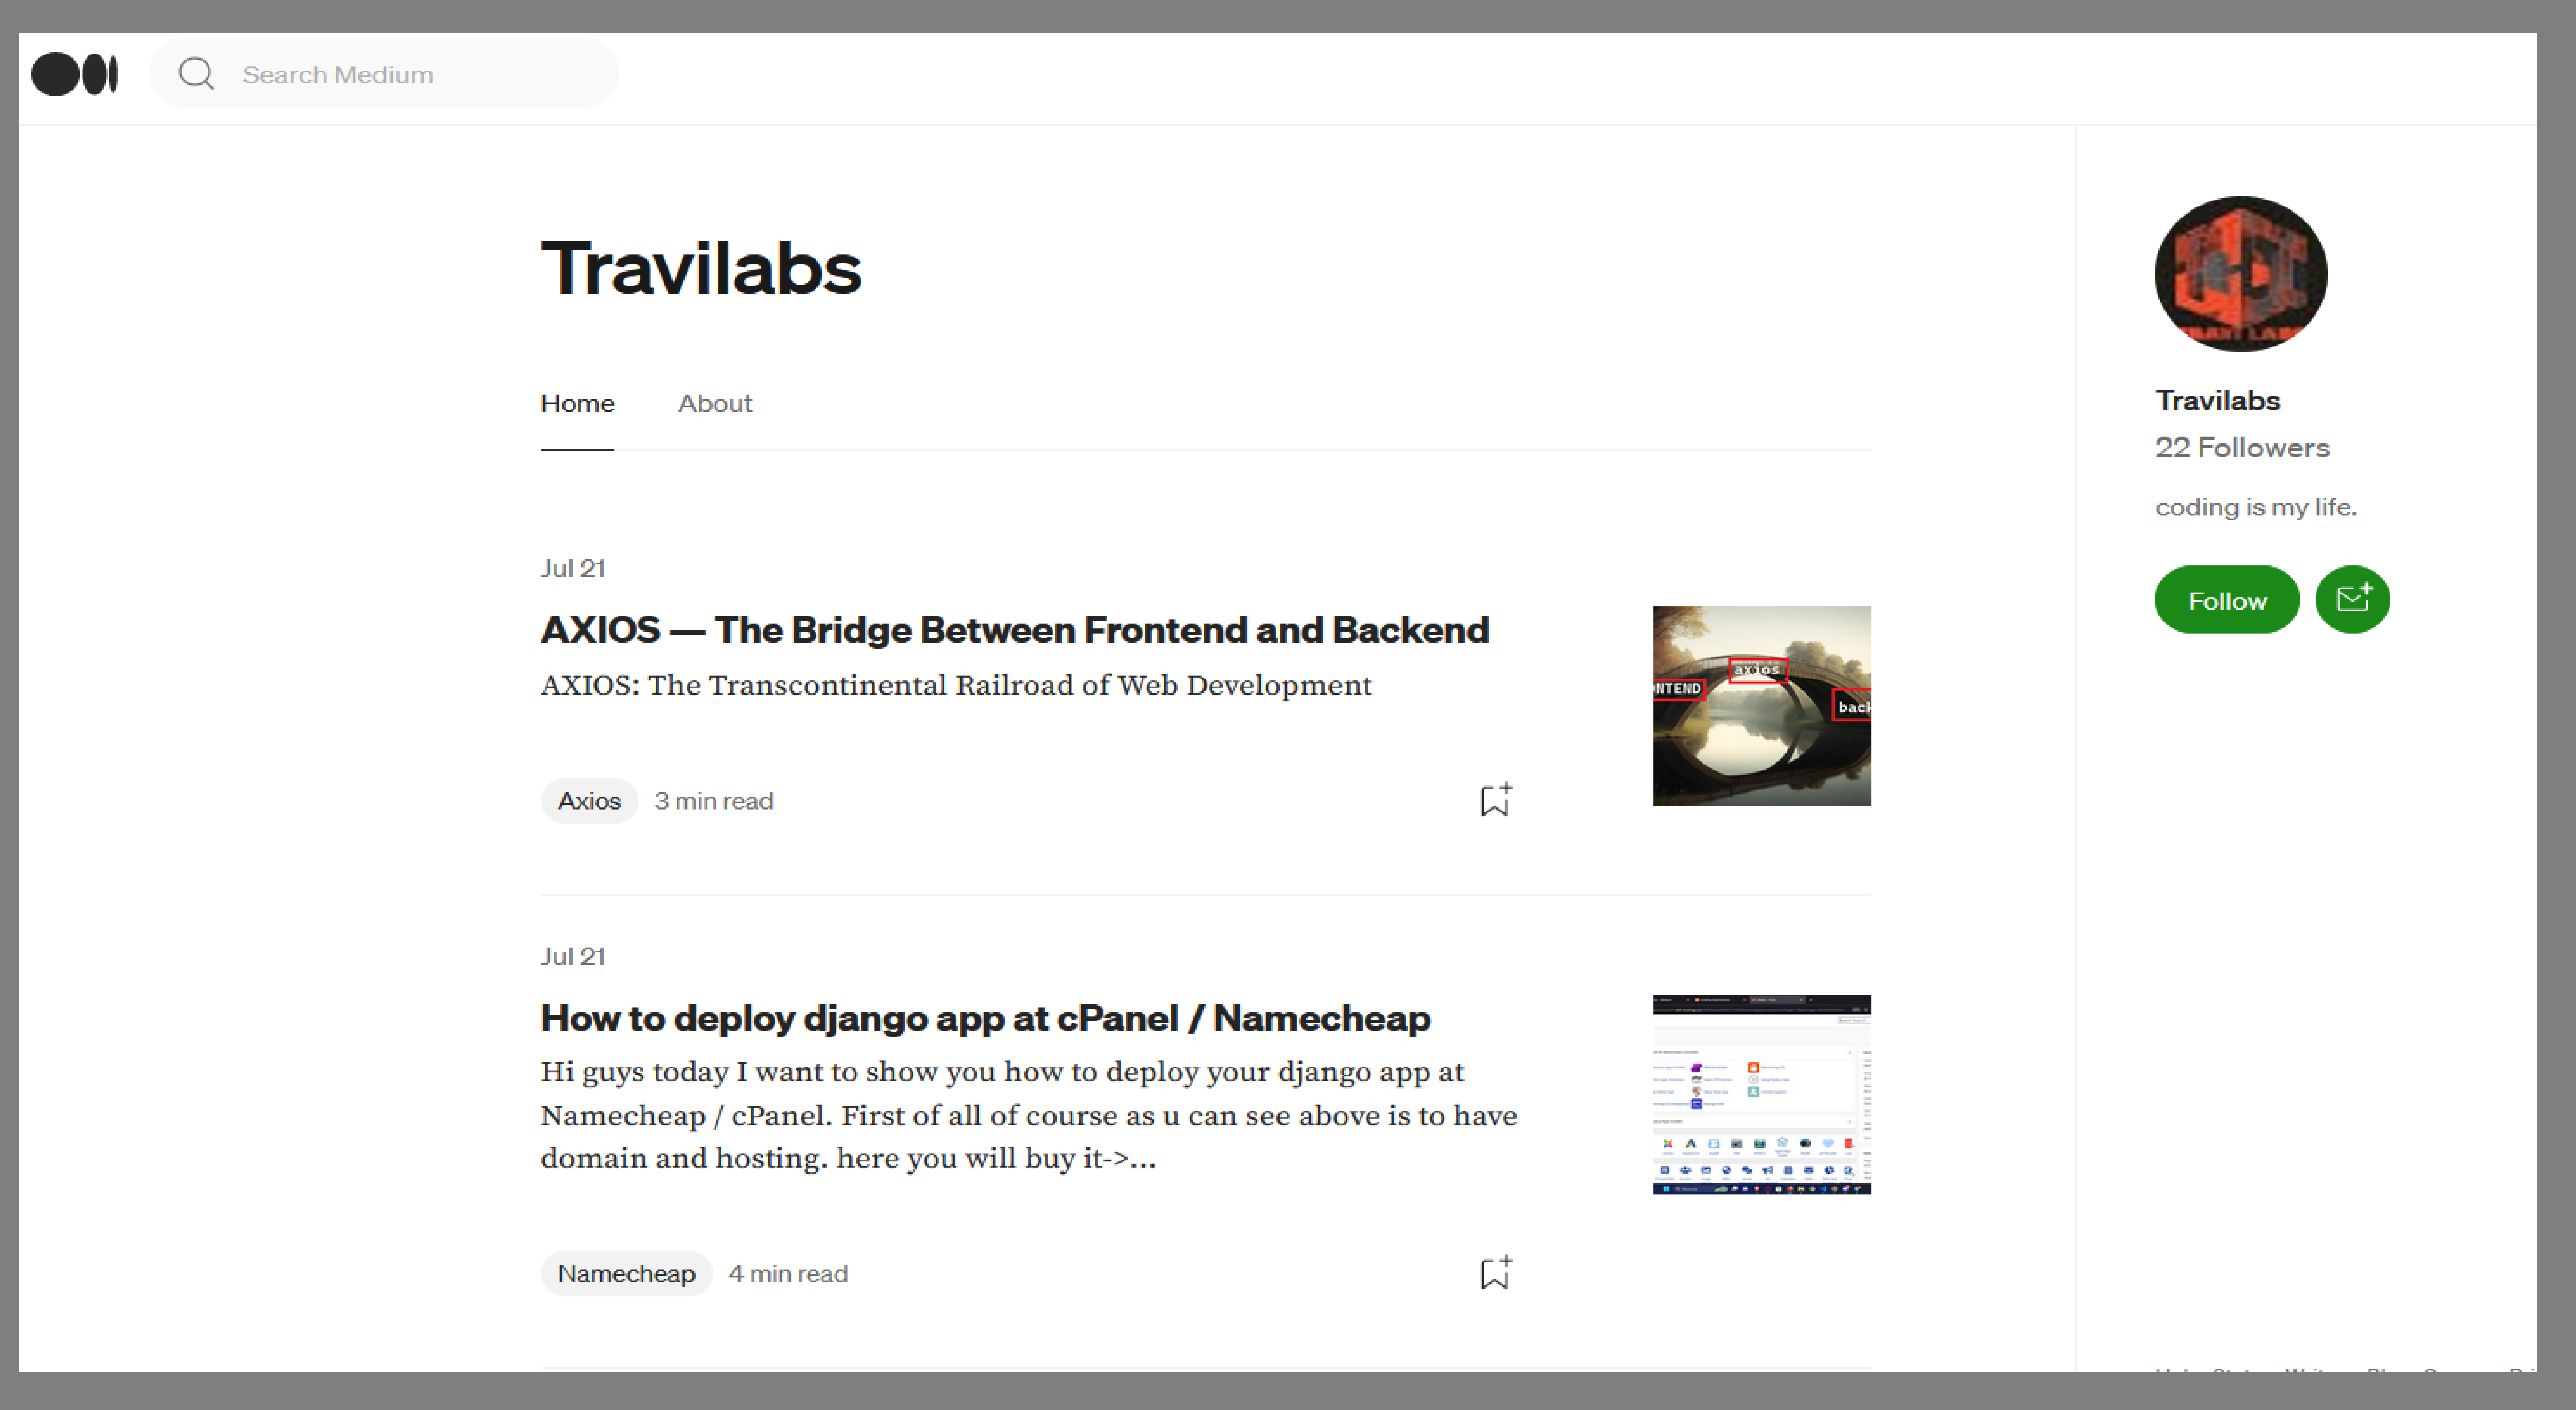 Search Medium
Travilabs
Home About
Jul 21
AXIOS — The Bridge Between Frontend and Backend
AXIOS: The Transcontinental Railroad of Web Development
axios
NTEND
back
Axios 3 min read
Jul 21
How to deploy django app at cPanel / Namecheap
Hi guys today I want to show you how to deploy your django app at
Namecheap / cPanel. First of all of course as u can see above is to have
domain and hosting. here you will buy it->...
Namecheap 4 min read
Travilabs
22 Followers
coding is my life.
Follow